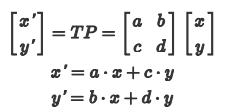 [x′ y′] = TP = [a b c d] [x y]
x′ = a · x + c · y
y′ = b · x + d · y